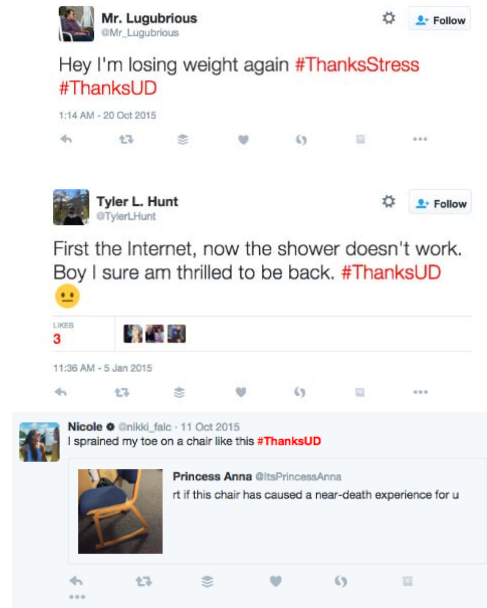 Mr. Lugubrious
@Mr_Lugubrious
Follow
Hey I'm losing weight again #ThanksStress
#ThanksUD
1:14 AM - 20 Oct 2015
Tyler L. Hunt
@TylerLHunt
Follow
First the Internet, now the shower doesn't work.
Boy I sure am thrilled to be back. #ThanksUD
LIKES
3
11:36 AM - 5 Jan 2015
Nicole @nikki_falc · 11 Oct 2015
I sprained my toe on a chair like this #ThanksUD
Princess Anna @ItsPrincessAnna
rt if this chair has caused a near-death experience for u